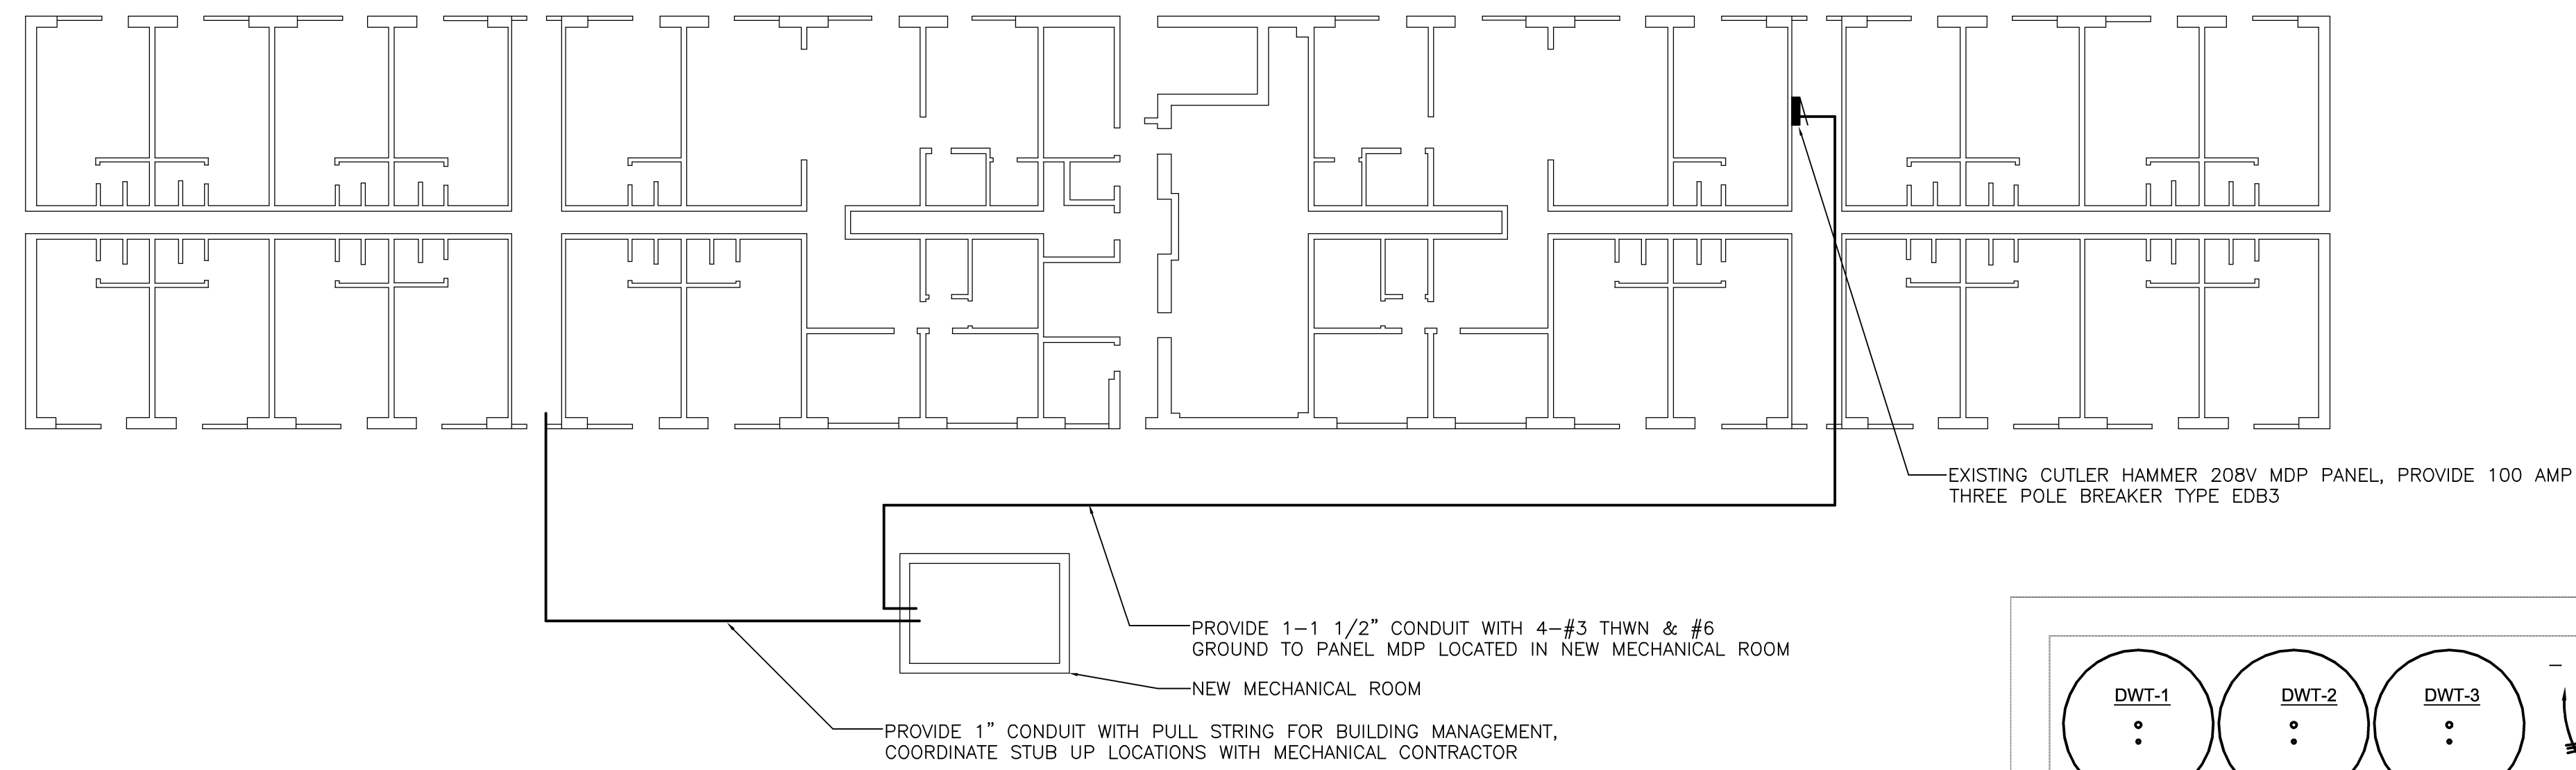 EXISTING CUTLER HAMMER 208V MDP PANEL, PROVIDE 100 AMP
THREE POLE BREAKER TYPE EDB3
PROVIDE 1-1 1/2" CONDUIT WITH 4-#3 THWN & #6
GROUND TO PANEL MDP LOCATED IN NEW MECHANICAL ROOM
NEW MECHANICAL ROOM
PROVIDE 1" CONDUIT WITH PULL STRING FOR BUILDING MANAGEMENT,
COORDINATE STUB UP LOCATIONS WITH MECHANICAL CONTRACTOR
DWT-1
DWT-2
DWT-3